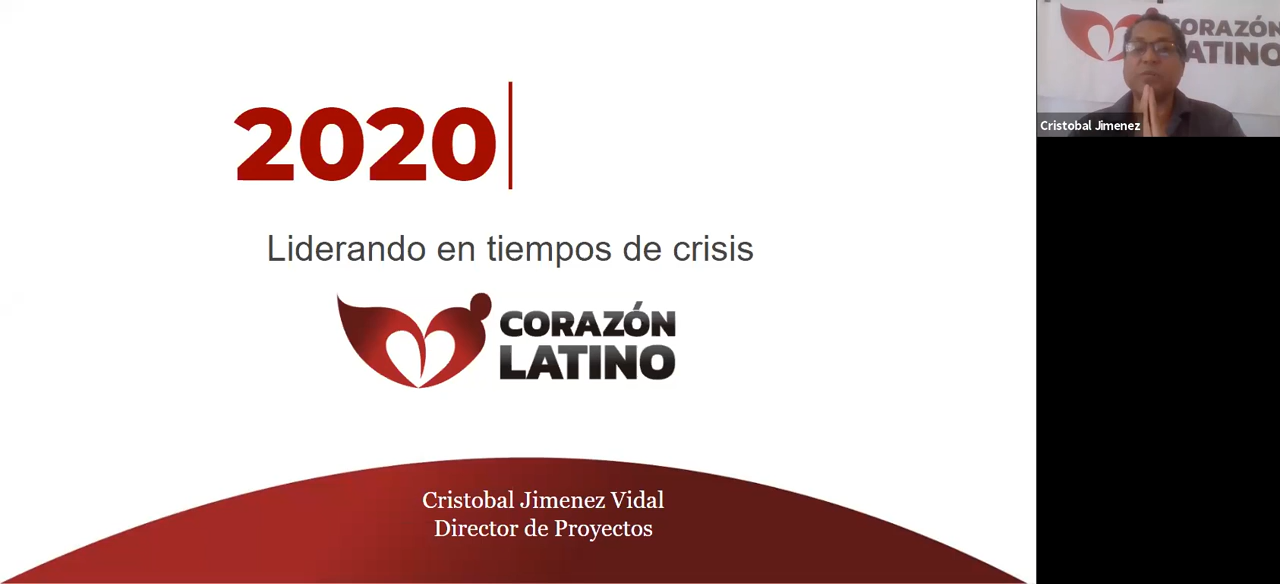 2020
Liderando en tiempos de crisis
CORAZÓN
LATINO
Cristobal Jimenez Vidal
Director de Proyectos
CORAZÓN
LATINO
Cristobal Jimenez